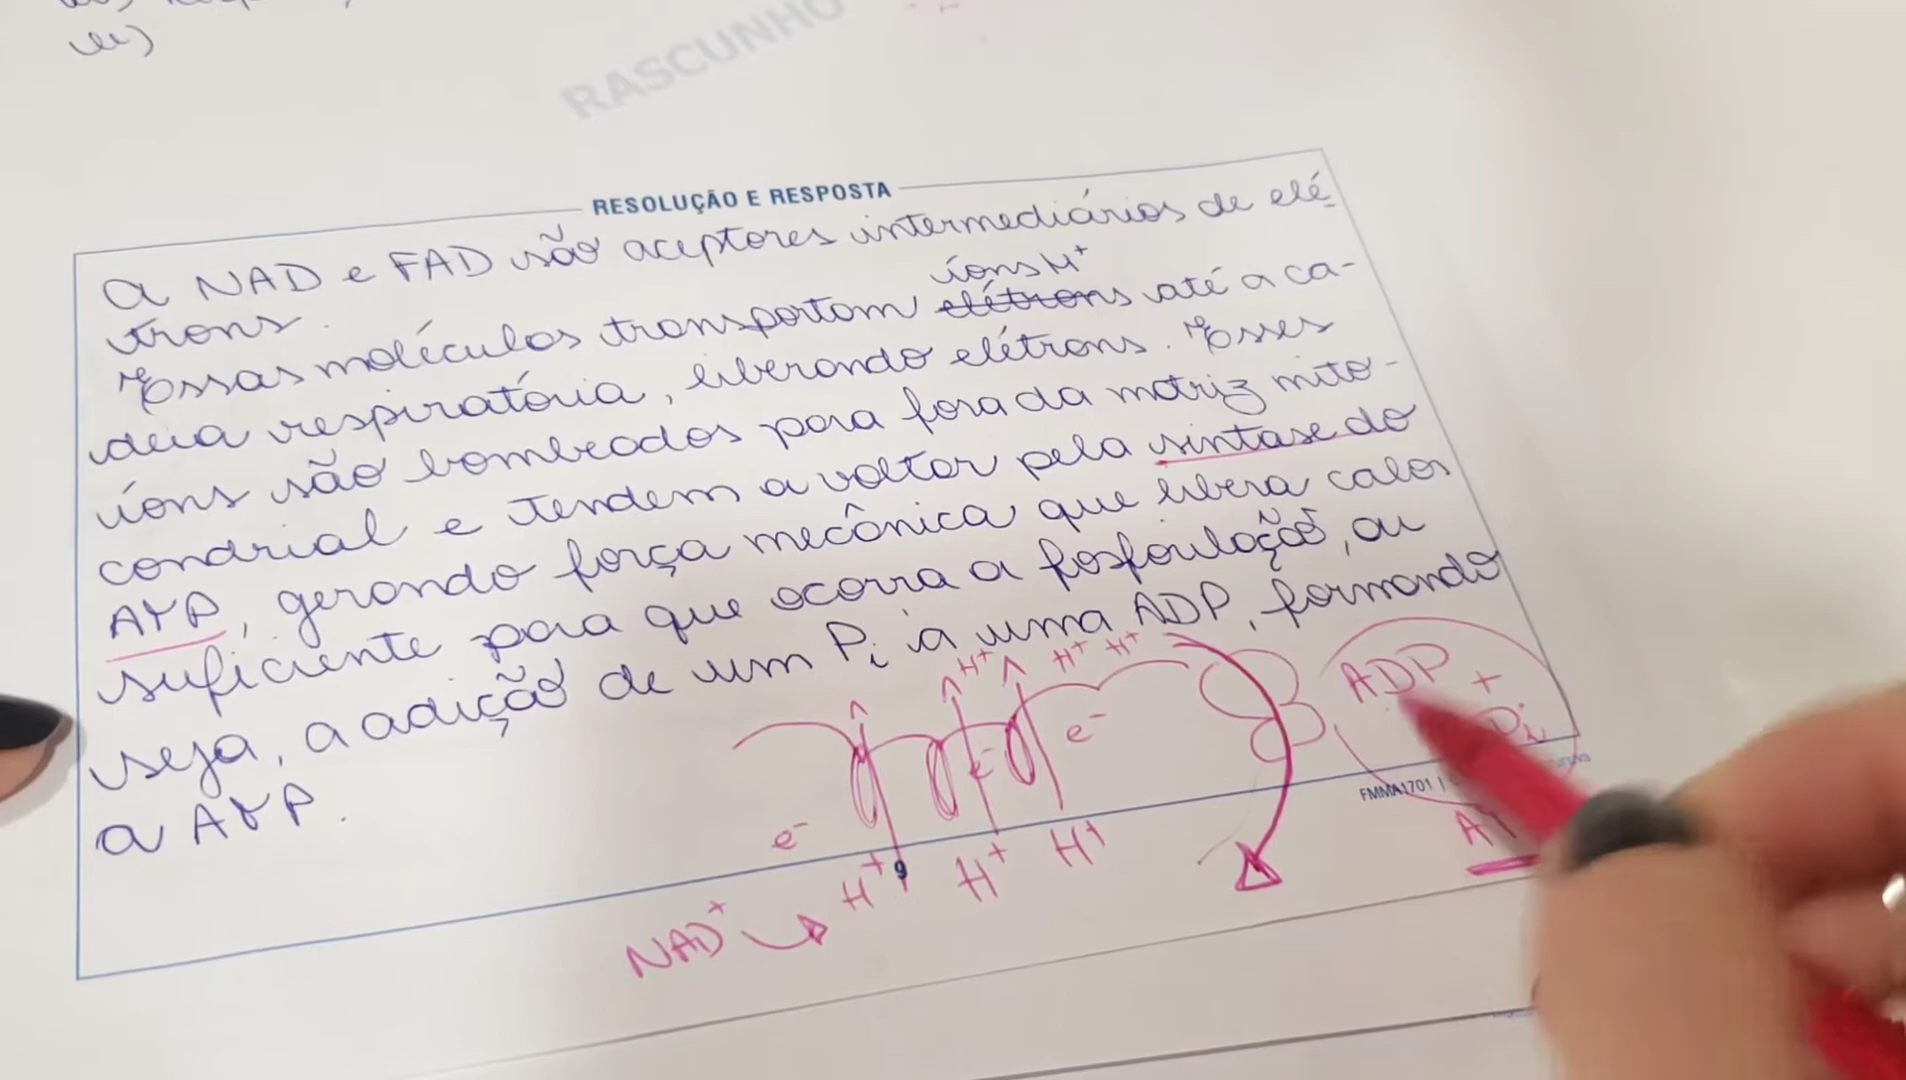 RASCUNHO
RESOLUÇÃO E RESPOSTA
a NAD e FAD são aceptores intermediários de elé-
trons.
íons H⁺
Essas moléculas transportam elétrons até a ca-
deia respiratória, liberando elétrons. Esses
íons são bombeados para fora da matriz mito-
condrial e tendem a voltar pela sintase do
ATP, gerando força mecânica que libera calor
suficiente para que ocorra a fosforilação, ou
seja, a adição de um Pi a uma ADP, formando
a ATP.
H⁺ H⁺ H⁺
ADP
+
Pi
e⁻ e⁻
e⁻
H⁺ H⁺ H⁺
9
NAD⁺
FMMA1701 |